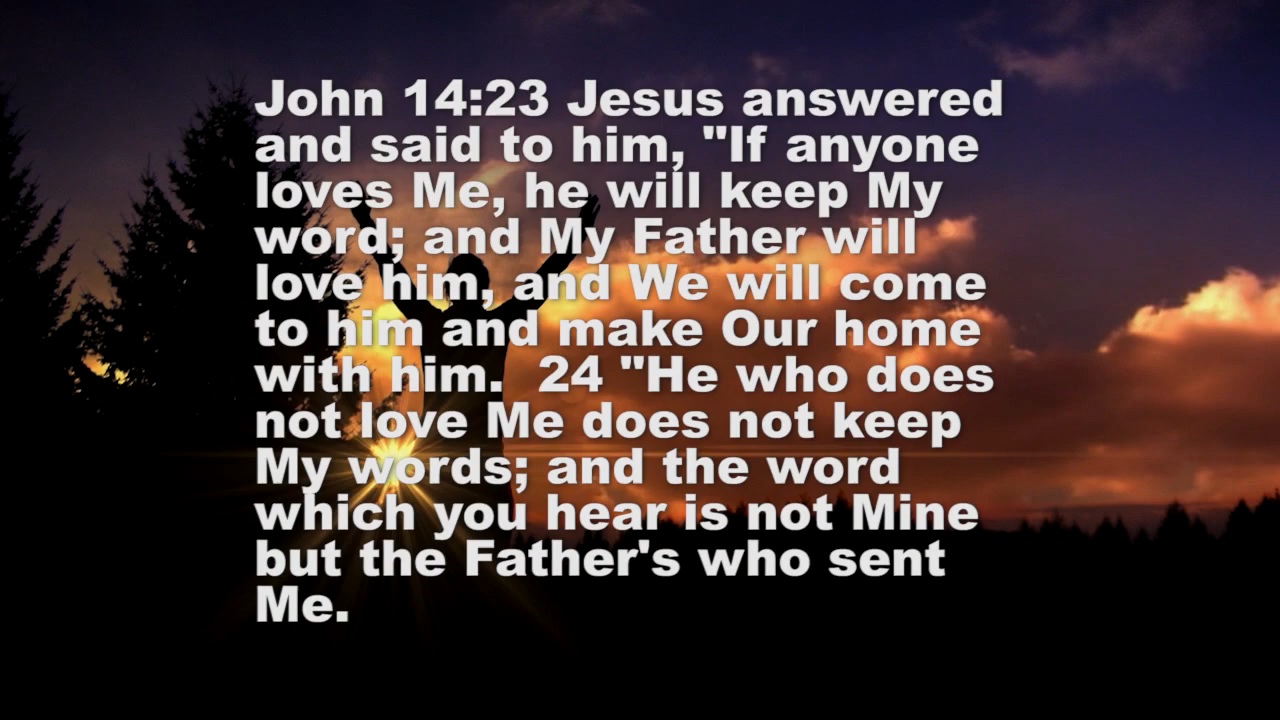 John 14:23 Jesus answered
and said to him, "If anyone
loves Me, he will keep My
word; and My Father will
love him, and We will come
to him and make Our home
with him.  24 "He who does
not love Me does not keep
My words; and the word
which you hear is not Mine
but the Father's who sent
Me.